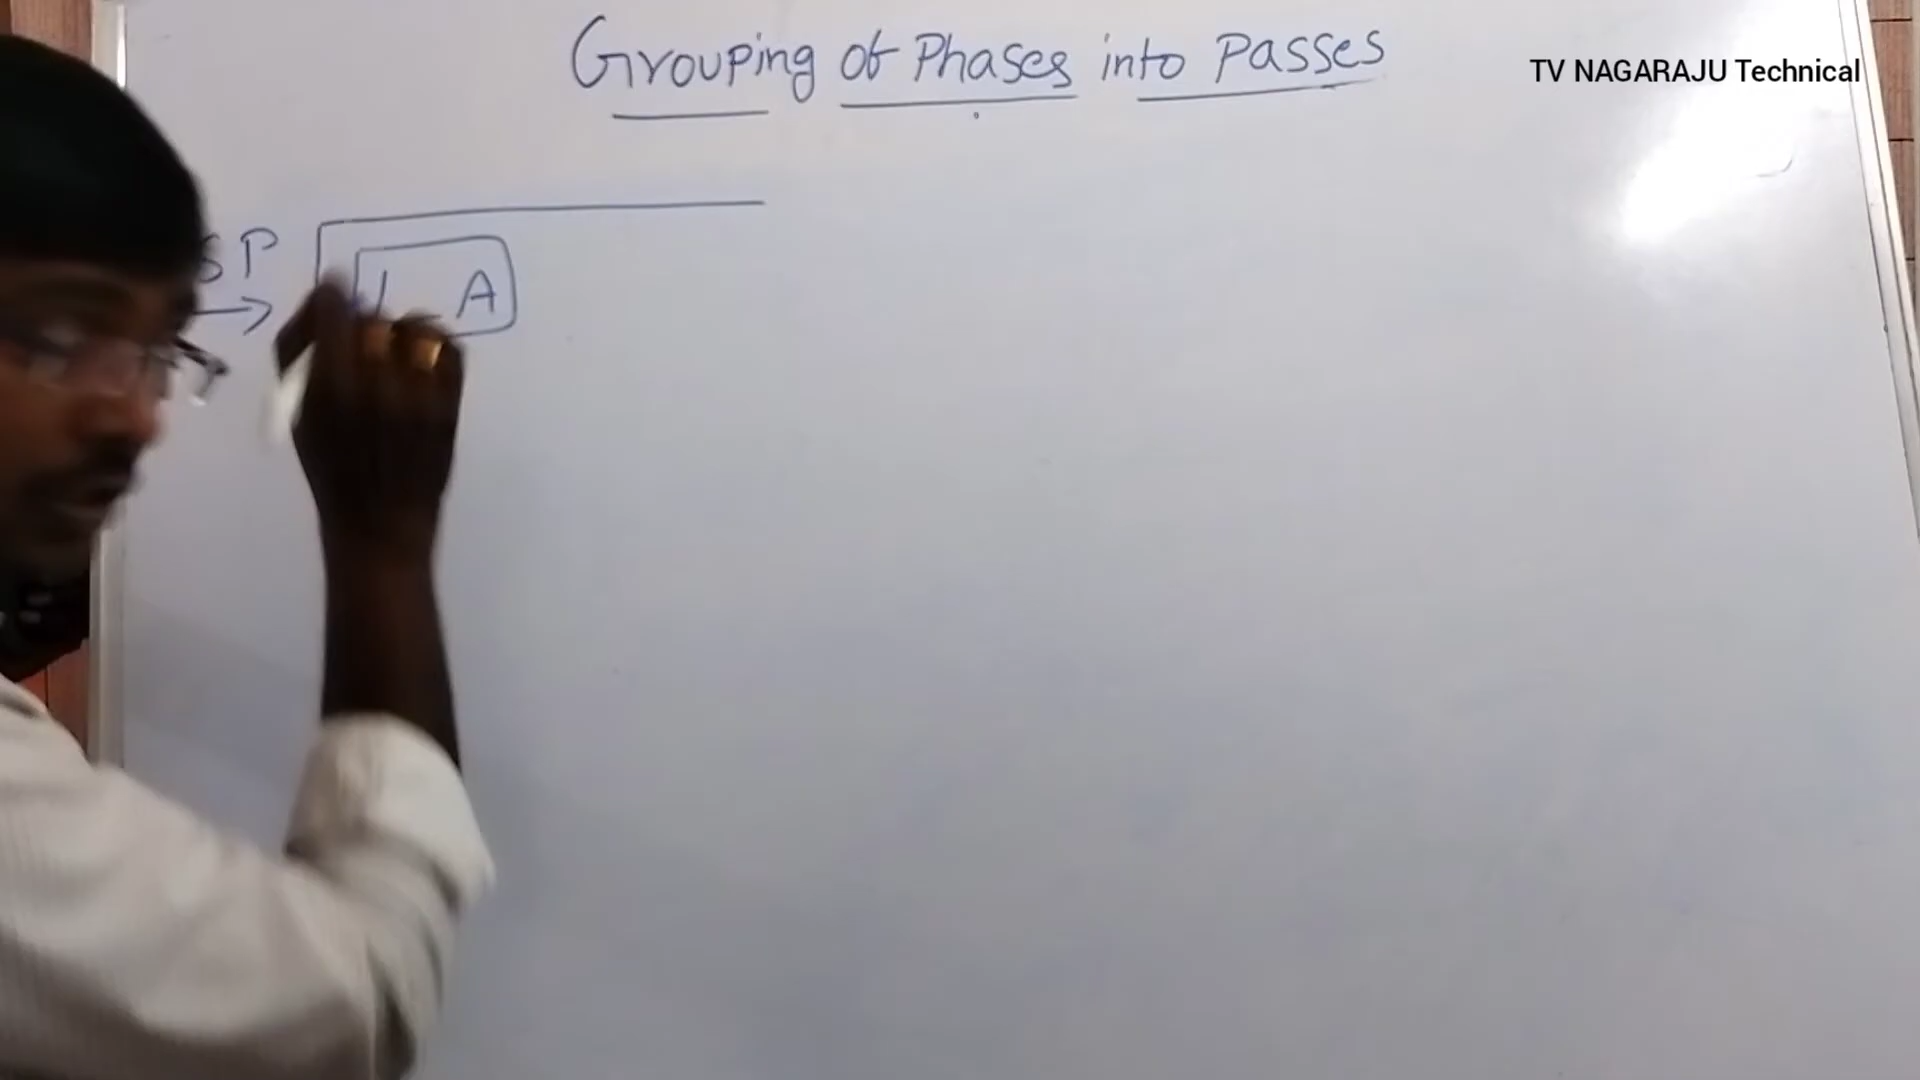 Grouping of Phases into Passes
TV NAGARAJU Technical
SP
L A